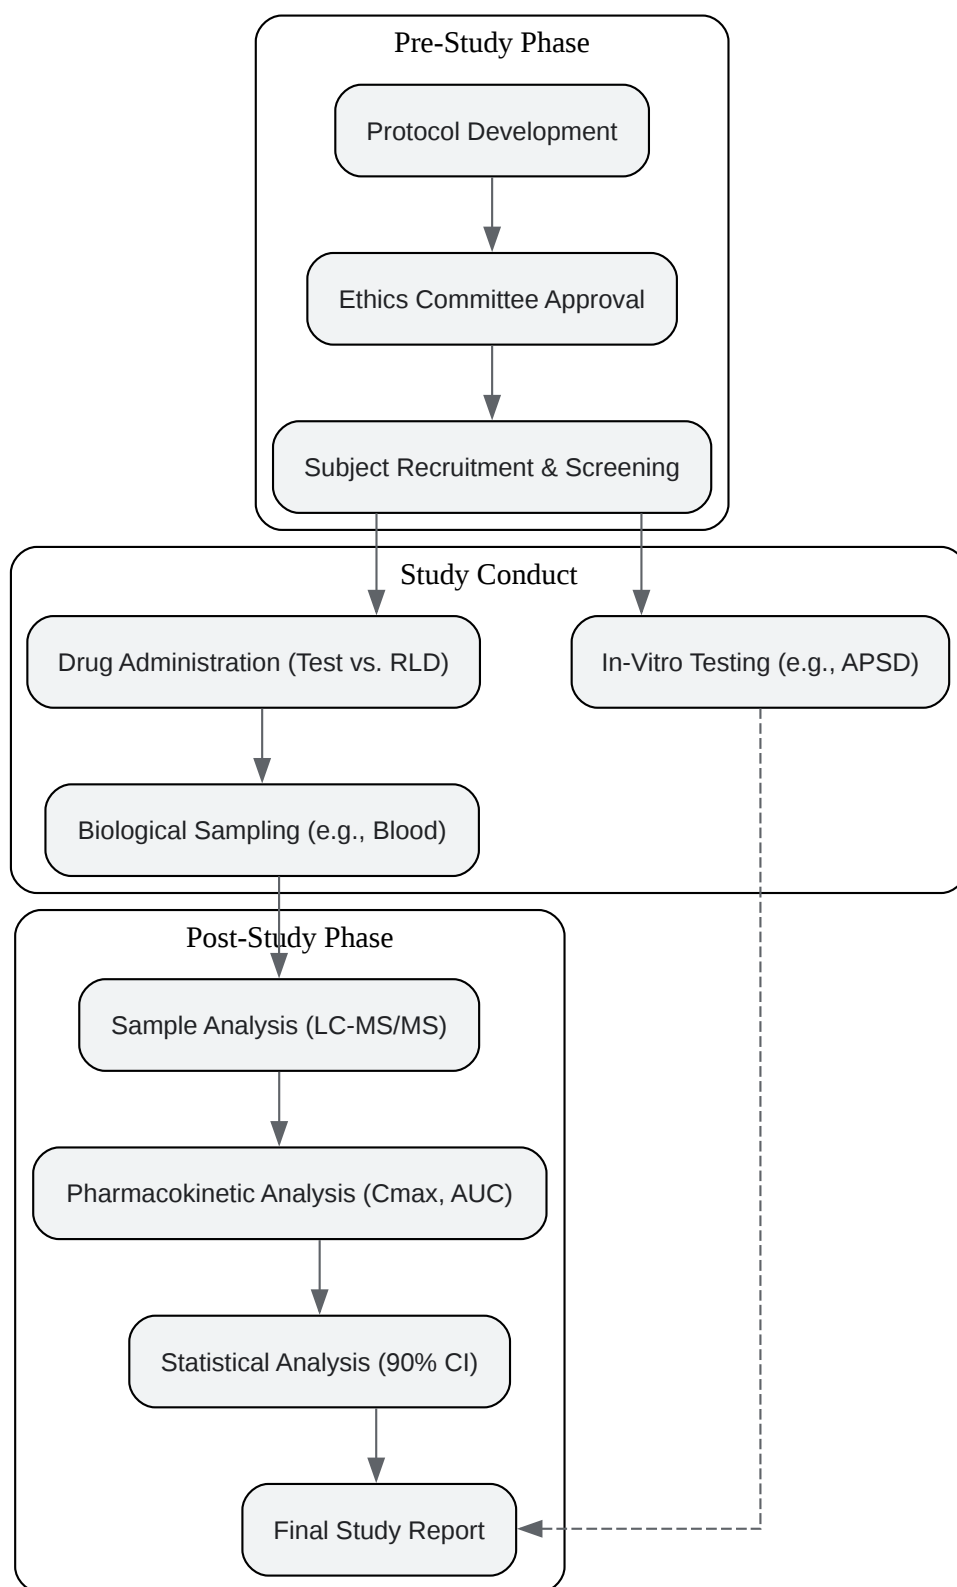 Pre-Study Phase
Protocol Development
Ethics Committee Approval
Subject Recruitment & Screening
Study Conduct
Drug Administration (Test vs. RLD)
In-Vitro Testing (e.g., APSD)
Biological Sampling (e.g., Blood)
Post-Study Phase
Sample Analysis (LC-MS/MS)
Pharmacokinetic Analysis (Cmax, AUC)
Statistical Analysis (90% CI)
Final Study Report